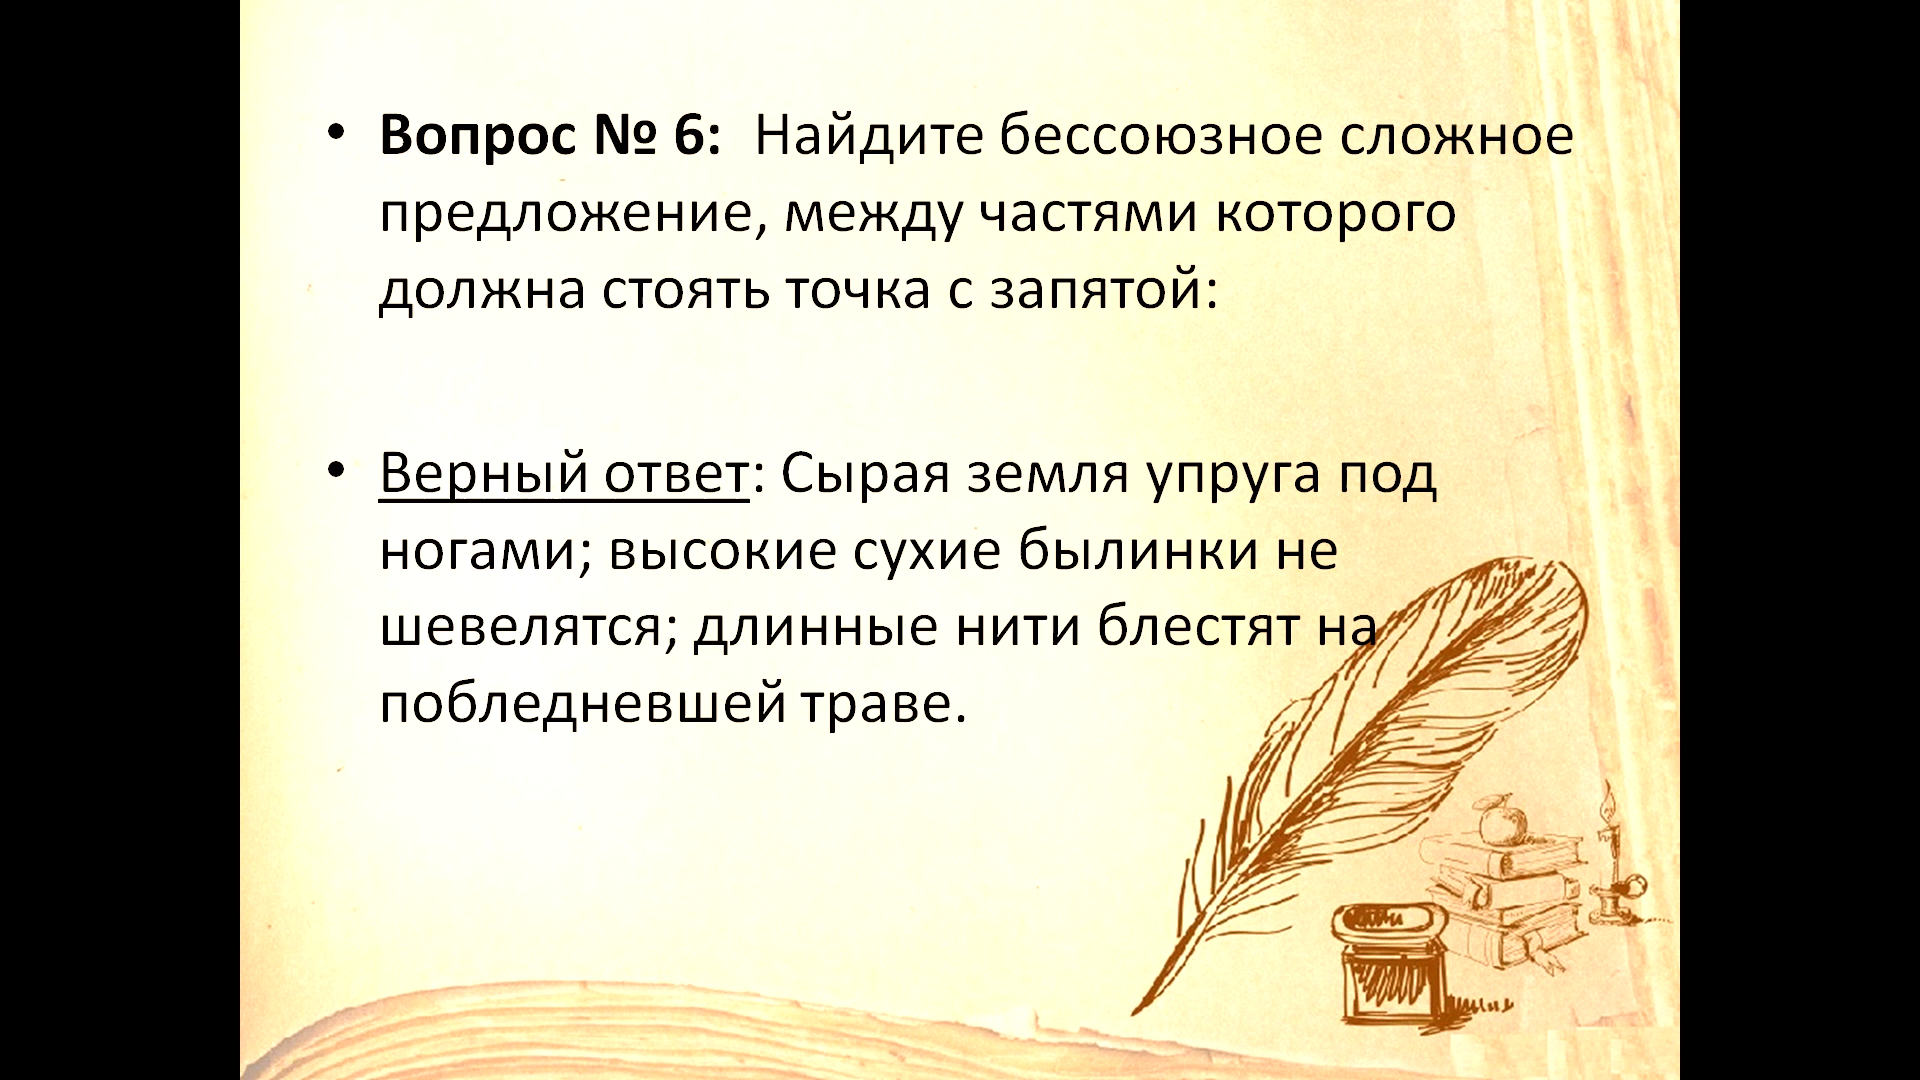 • Вопрос № 6: Найдите бессоюзное сложное
предложение, между частями которого
должна стоять точка с запятой:
• Верный ответ: Сырая земля упруга под
ногами; высокие сухие былинки не
шевелятся; длинные нити блестят на
побледневшей траве.